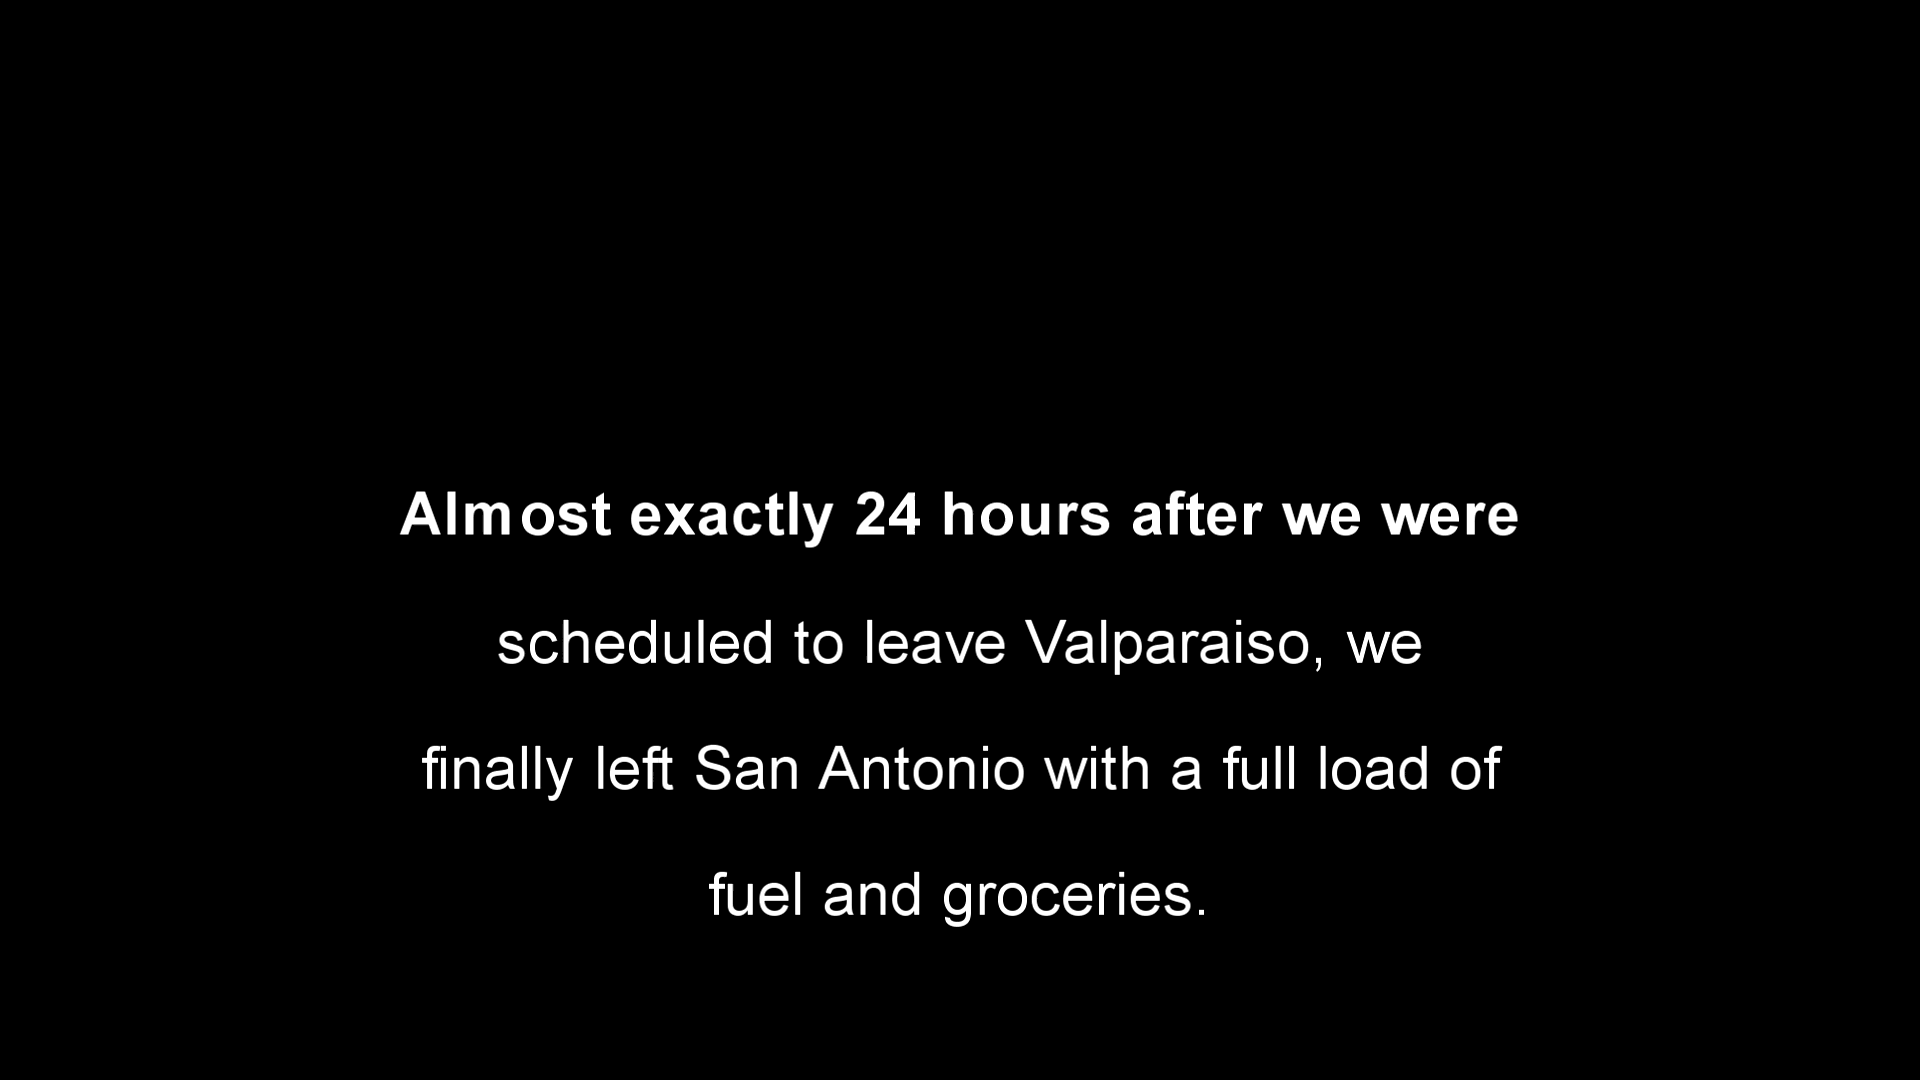 Almost exactly 24 hours after we were
scheduled to leave Valparaiso, we
finally left San Antonio with a full load of
fuel and groceries.